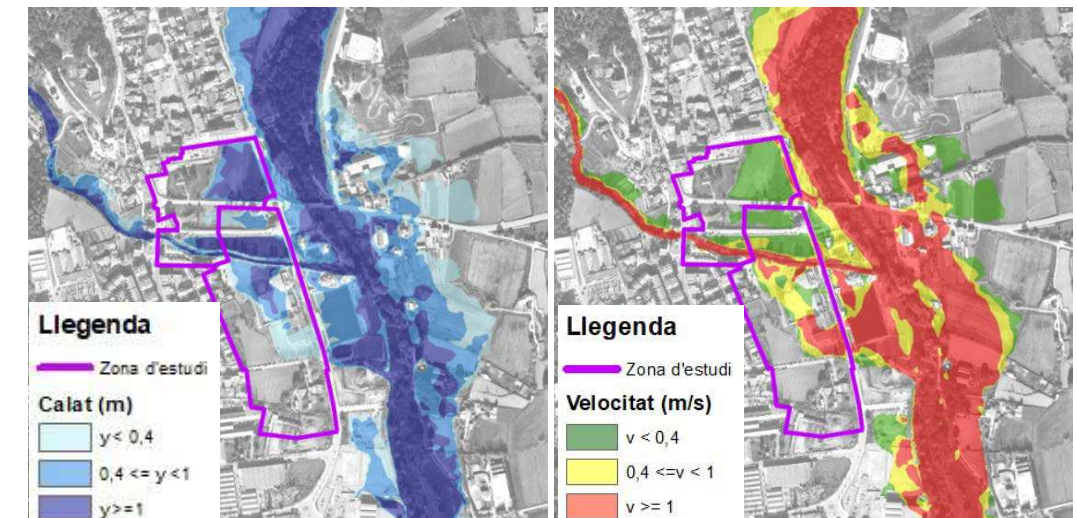 Llegenda
Zona d'estudi
Calat (m)
y< 0,4
0,4 <= y <1
y>=1
Llegenda
Zona d'estudi
Velocitat (m/s)
v < 0,4
0,4 <=v < 1
v >= 1